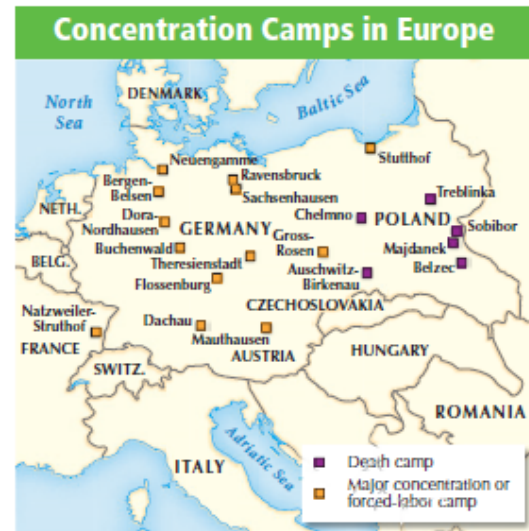 Concentration Camps in Europe
North
Sea
DENMARK
Baltic Sea
Neuengamme
Ravensbruck
Stutthof
Bergen-
Belsen
Sachsenhausen
Treblinka
NETH.
Dora-
Nordhausen
GERMANY
Chelmno
POLAND
Sobibor
Buchenwald
Gross-
Rosen
Majdanek
BELG.
Theresienstadt
Auschwitz-
Birkenau
Belzec
Flossenburg
Natzweiler-
Struthof
CZECHOSLOVAKIA
Dachau
Mauthausen
FRANCE
AUSTRIA
HUNGARY
SWITZ.
ROMANIA
Adriatic Sea
ITALY
Death camp
Major concentration or
forced-labor camp